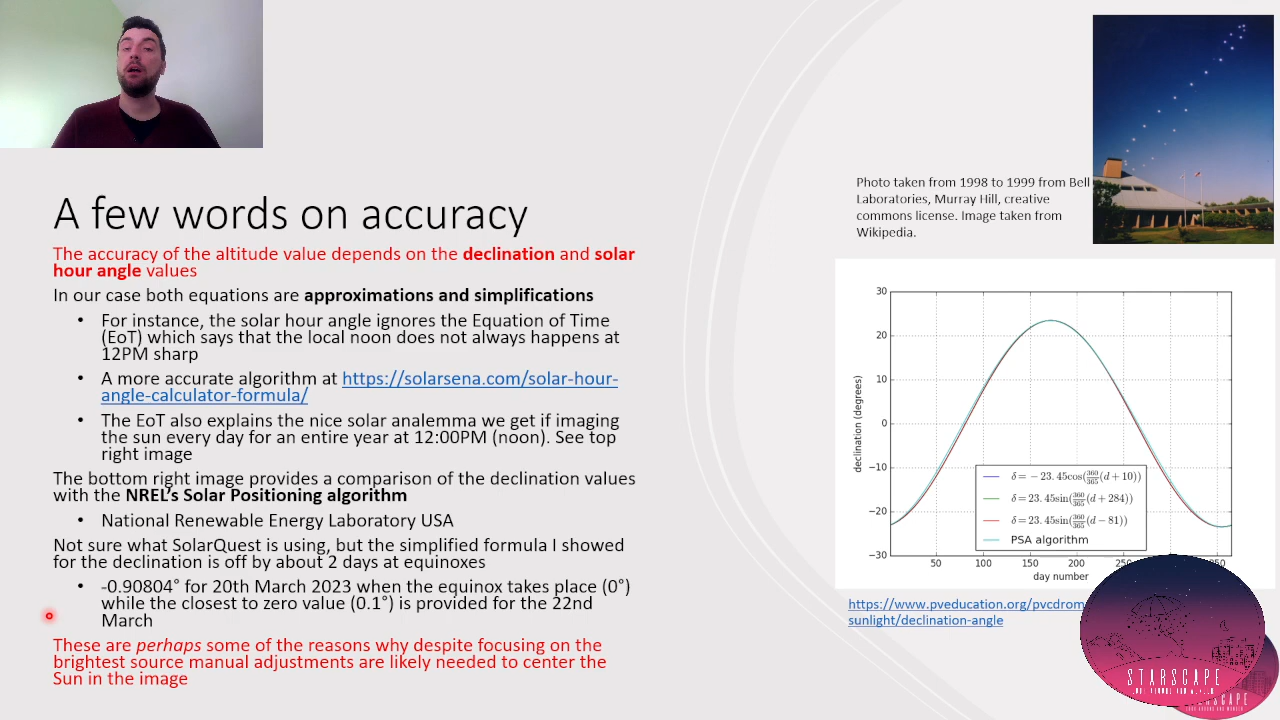 A few words on accuracy
The accuracy of the altitude value depends on the declination and solar
hour angle values
In our case both equations are approximations and simplifications
• For instance, the solar hour angle ignores the Equation of Time
(EoT) which says that the local noon does not always happens at
12PM sharp
• A more accurate algorithm at https://solarsena.com/solar-hour-
angle-calculator-formula/
• The EoT also explains the nice solar analemma we get if imaging
the sun every day for an entire year at 12:00PM (noon). See top
right image
The bottom right image provides a comparison of the declination values
with the NREL's Solar Positioning algorithm
• National Renewable Energy Laboratory USA
Not sure what SolarQuest is using, but the simplified formula I showed
for the declination is off by about 2 days at equinoxes
• -0.90804° for 20th March 2023 when the equinox takes place (0°)
while the closest to zero value (0.1°) is provided for the 22nd
March
These are perhaps some of the reasons why despite focusing on the
brightest source manual adjustments are likely needed to center the
Sun in the image
Photo taken from 1998 to 1999 from Bell
Laboratories, Murray Hill, creative
commons license. Image taken from
Wikipedia.
30
20
10
0
−10
−20
−30
declination (degrees)
δ = −23.45cos(360/365(d + 10))
δ = 23.45sin(360/365(d + 284))
δ = 23.45sin(360/365(d − 81))
PSA algorithm
50 100 150 200 250
day number
https://www.pveducation.org/pvcdrom
sunlight/declination-angle
STARSCAPE